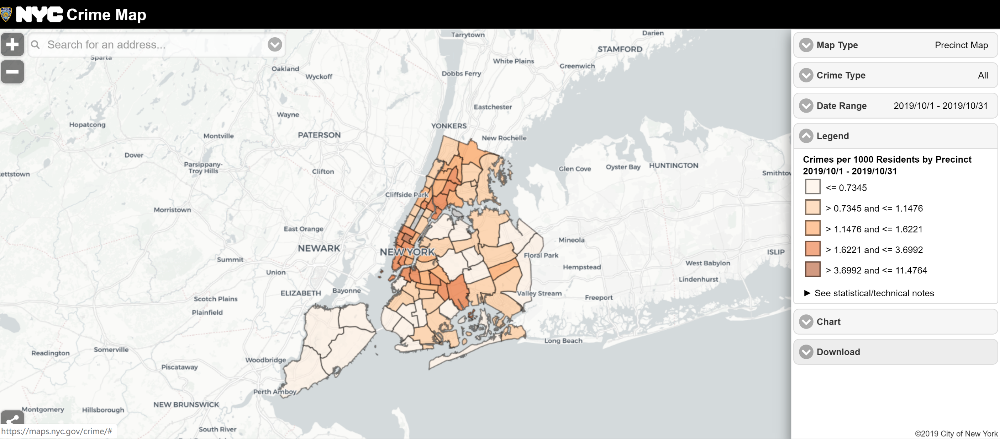 NYC Crime Map
Search for an address...
Map Type Precinct Map
Crime Type All
Date Range 2019/10/1 - 2019/10/31
Legend
Crimes per 1000 Residents by Precinct
2019/10/1 - 2019/10/31
<= 0.7345
> 0.7345 and <= 1.1476
> 1.1476 and <= 1.6221
> 1.6221 and <= 3.6992
> 3.6992 and <= 11.4764
► See statistical/technical notes
Chart
Download
©2019 City of New York
Tarrytown
Darien
STAMFORD
Sparta
White Plains
Greenwich
Oakland
Wyckoff
Dobbs Ferry
Eastchester
Wayne
Hopatcong
YONKERS
Montville
PATERSON
New Rochelle
Dover
Parsippany-
Troy Hills
Clifton
Glen Cove
Oyster Bay
HUNTINGTON
Smithtow
kettstown
Cliffside Park
Morristown
East Orange
NEWARK
NEW YORK
Mineola
Floral Park
ISLIP
Summit
Hempstead
West Babylon
Union
Lindenhurst
ELIZABETH
Bayonne
Valley Stream
Freeport
Scotch Plains
Plainfield
Long Beach
Readington
Somerville
Woodbridge
Piscataway
Perth Amboy
NEW BRUNSWICK
Montgomery
Hillsborough
South River
https://maps.nyc.gov/crime/#